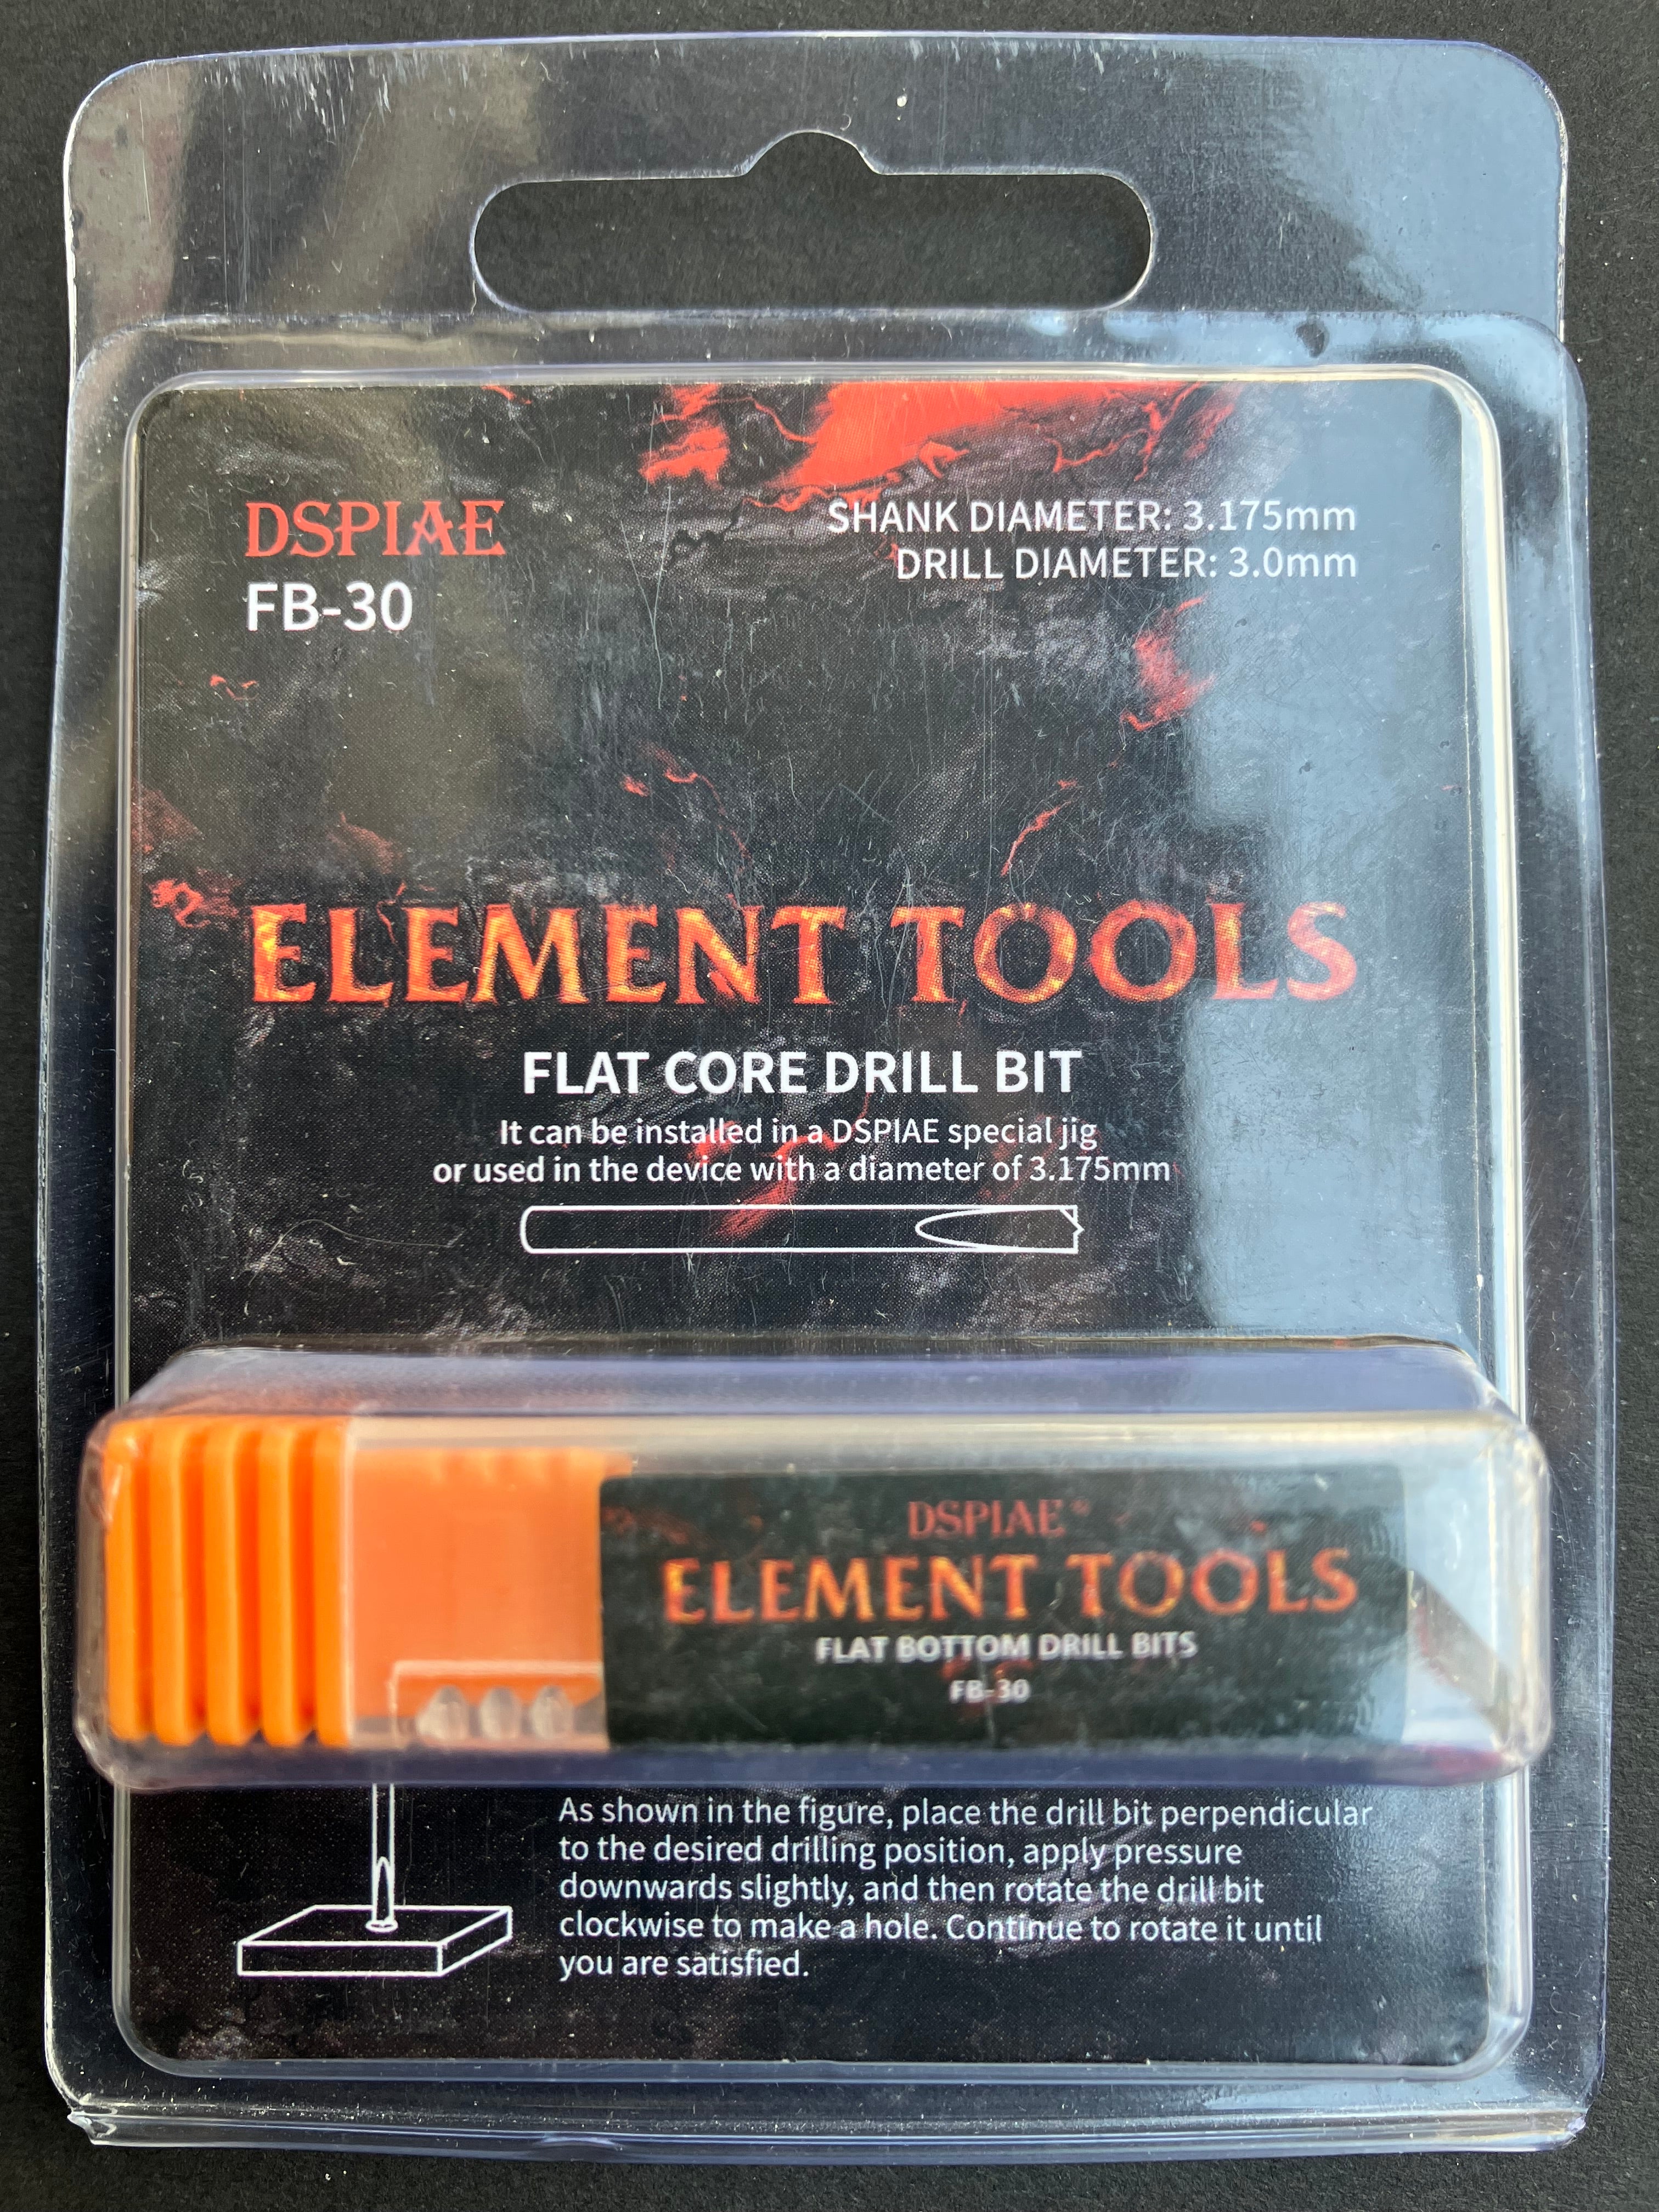 DSPIAE
FB-30
SHANK DIAMETER: 3.175mm
DRILL DIAMETER: 3.0mm
ELEMENT TOOLS
FLAT CORE DRILL BIT
It can be installed in a DSPIAE special jig
or used in the device with a diameter of 3.175mm
DSPIAE®
ELEMENT TOOLS
FLAT BOTTOM DRILL BITS
FB-30
As shown in the figure, place the drill bit perpendicular
to the desired drilling position, apply pressure
downwards slightly, and then rotate the drill bit
clockwise to make a hole. Continue to rotate it until
you are satisfied.